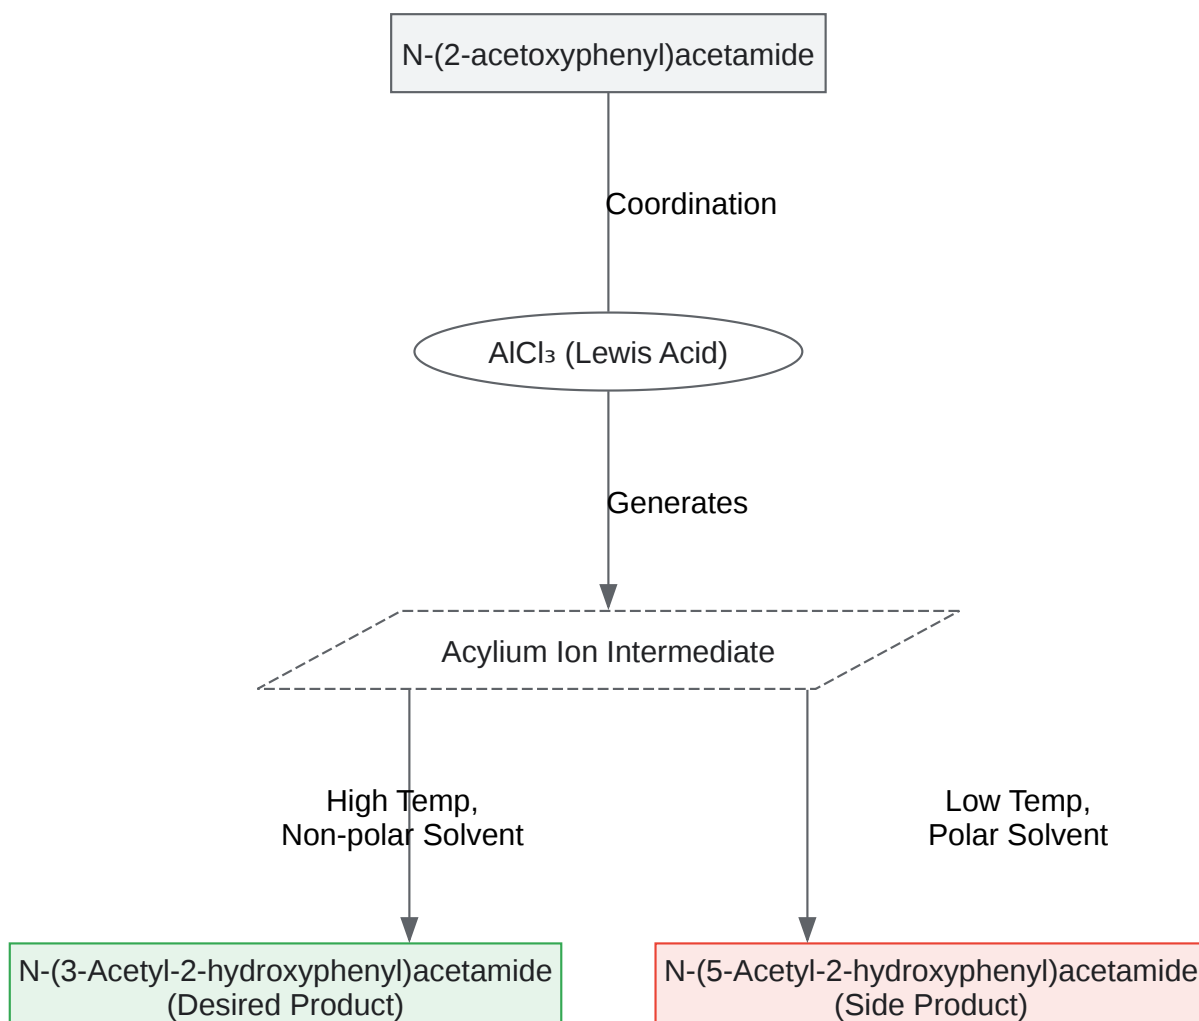 N-(2-acetoxyphenyl)acetamide
Coordination
AlCl₃ (Lewis Acid)
Generates
Acylium Ion Intermediate
High Temp,
Non-polar Solvent
Low Temp,
Polar Solvent
N-(3-Acetyl-2-hydroxyphenyl)acetamide
(Desired Product)
N-(5-Acetyl-2-hydroxyphenyl)acetamide
(Side Product)